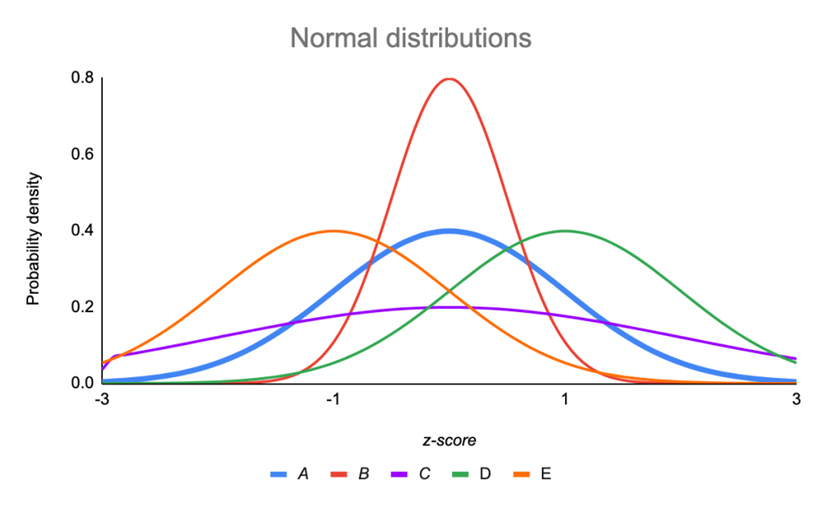 Normal distributions
Probability density
0.8
0.6
0.4
0.2
0.0
-3 -1 1 3
z-score
A B C D E